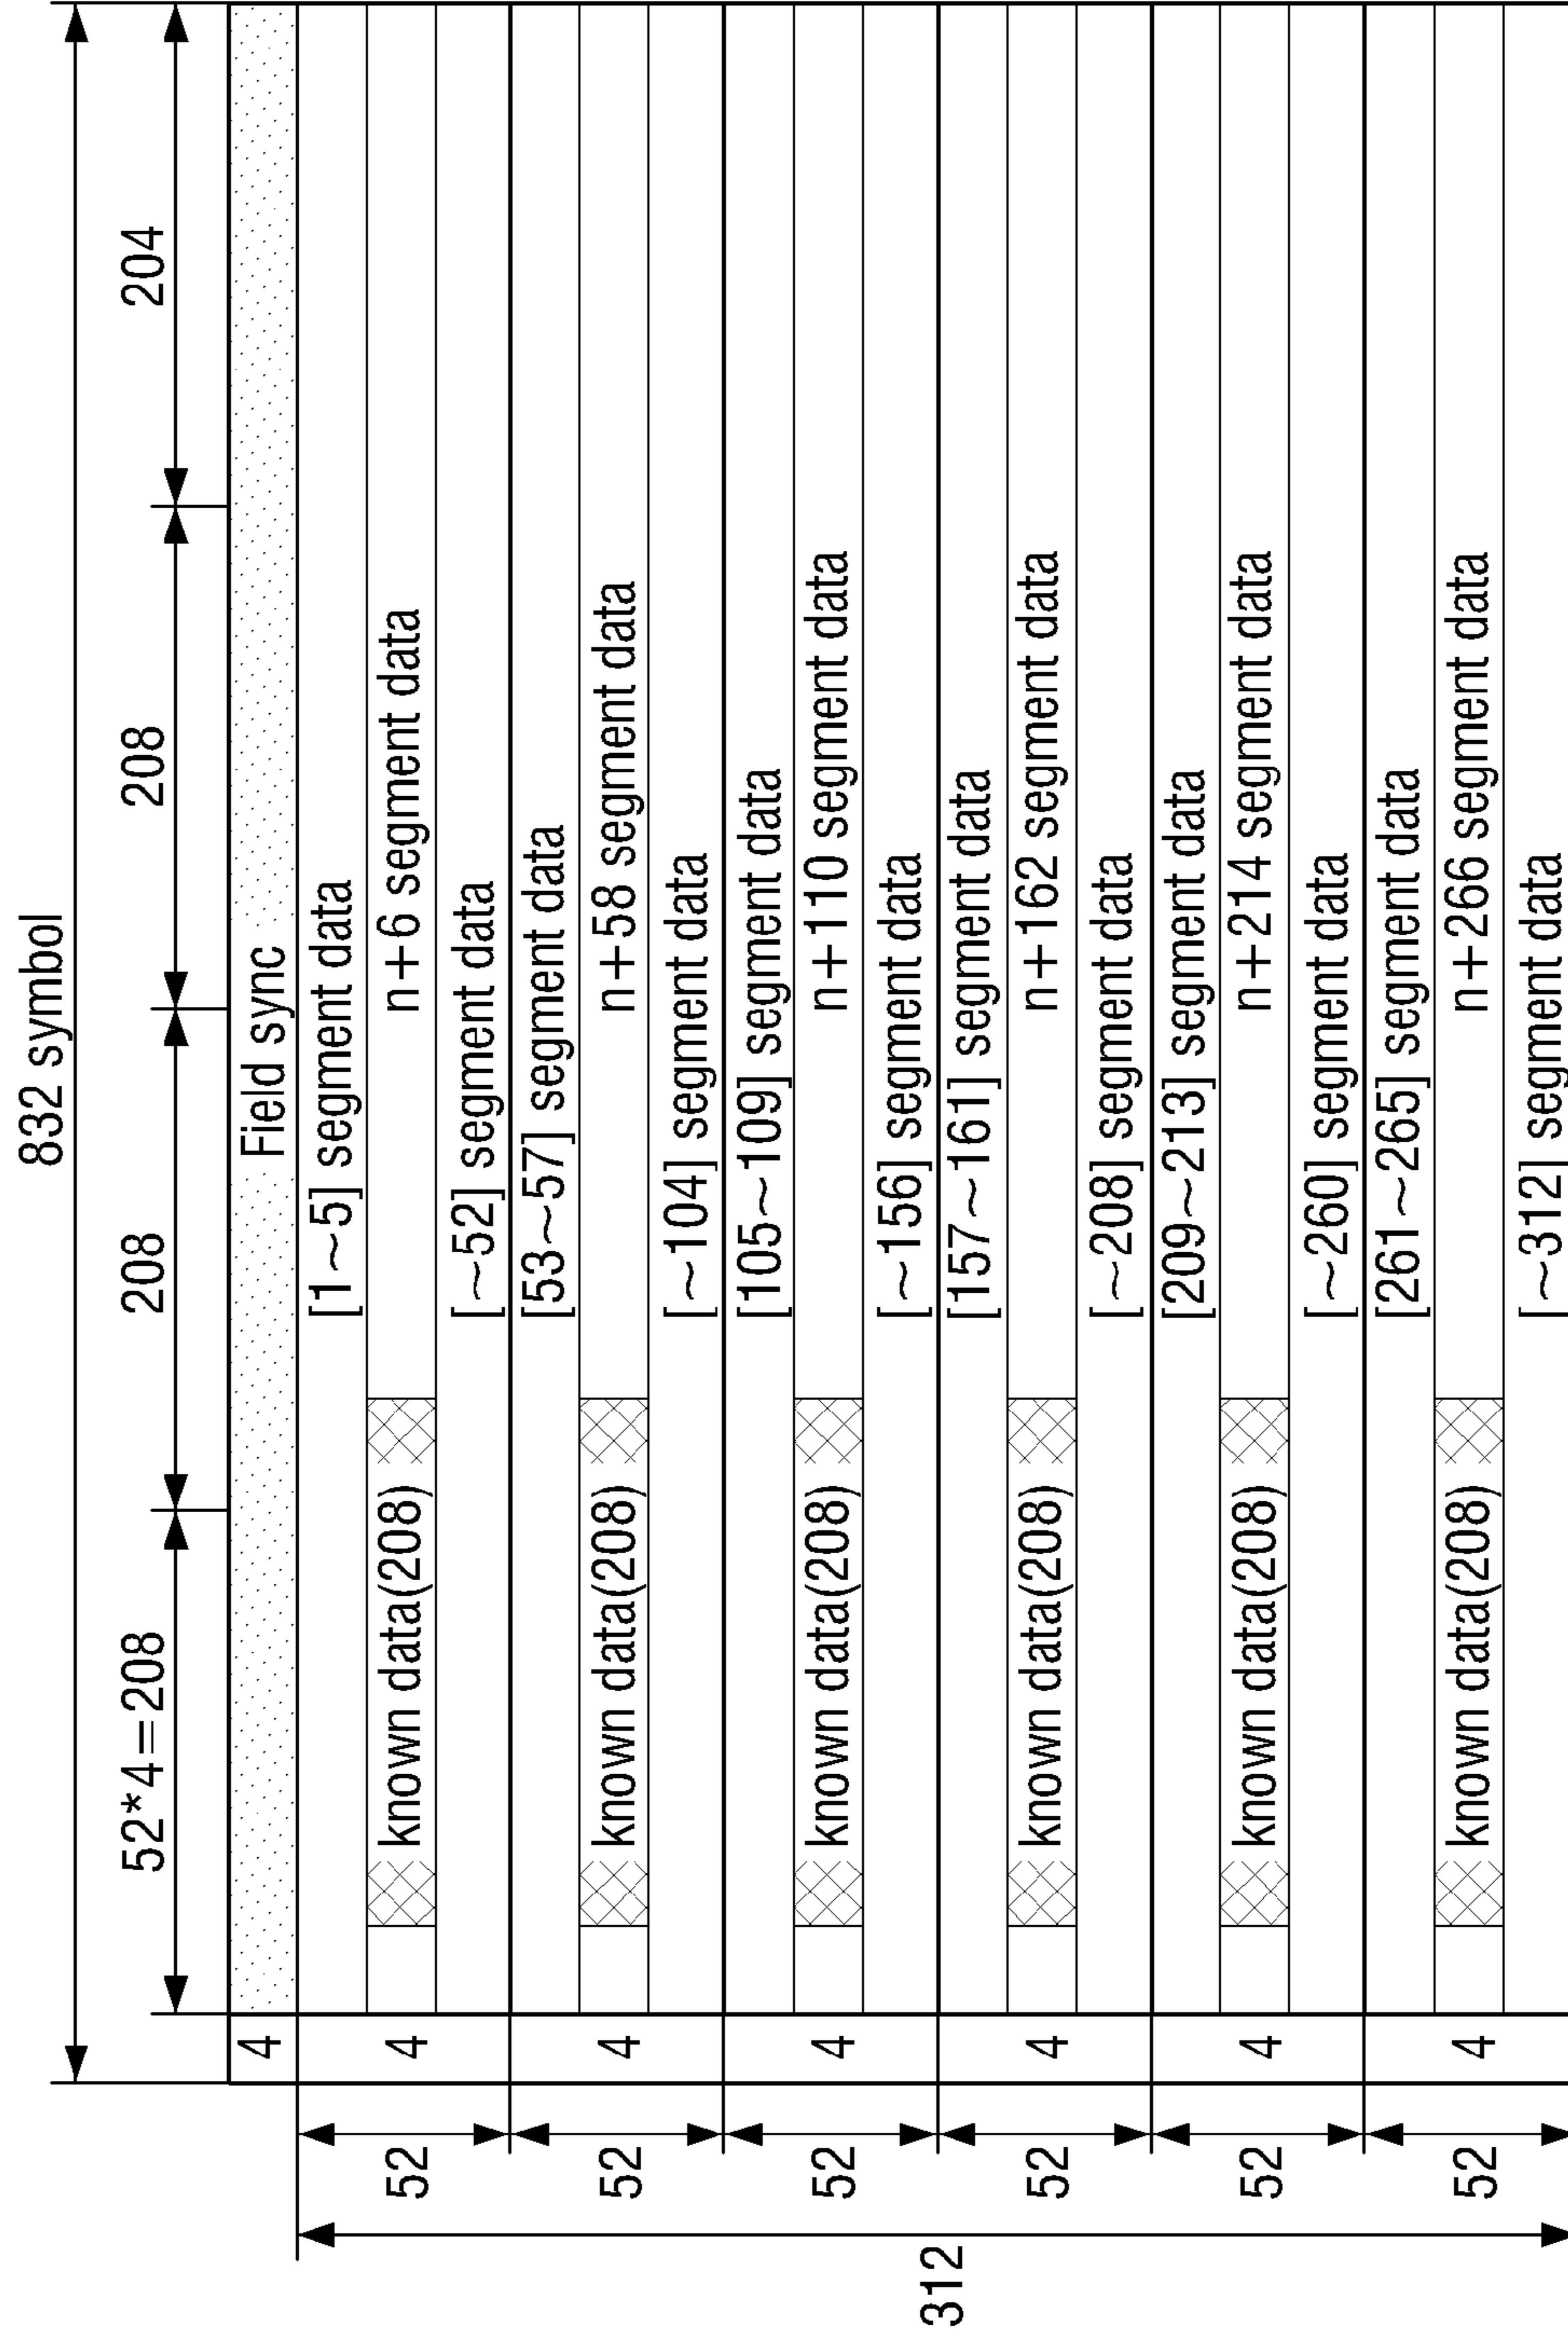 832 symbol
52*4=208
208
208
204
4
Field sync
[1~5] segment data
52
4
known data(208)
n+6 segment data
[~52] segment data
[53~57] segment data
52
4
known data(208)
n+58 segment data
[~104] segment data
[105~109] segment data
52
4
known data(208)
n+110 segment data
[~156] segment data
312
[157~161] segment data
52
4
known data(208)
n+162 segment data
[~208] segment data
[209~213] segment data
52
4
known data(208)
n+214 segment data
[~260] segment data
[261~265] segment data
52
4
known data(208)
n+266 segment data
[~312] segment data